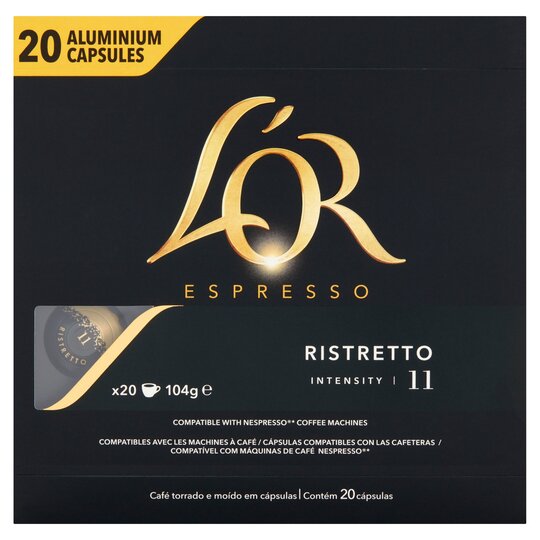 20 ALUMINIUM
CAPSULES
L'OR
ESPRESSO
RISTRETTO
11
RISTRETTO
INTENSITY | 11
x20 104g ℮
COMPATIBLE WITH NESPRESSO®* COFFEE MACHINES
COMPATIBLES AVEC LES MACHINES À CAFÉ / CÁPSULAS COMPATIBLES CON LAS CAFETERAS /
COMPATÍVEL COM MÁQUINAS DE CAFÉ NESPRESSO®*
Café torrado e moído em cápsulas | Contém 20 cápsulas